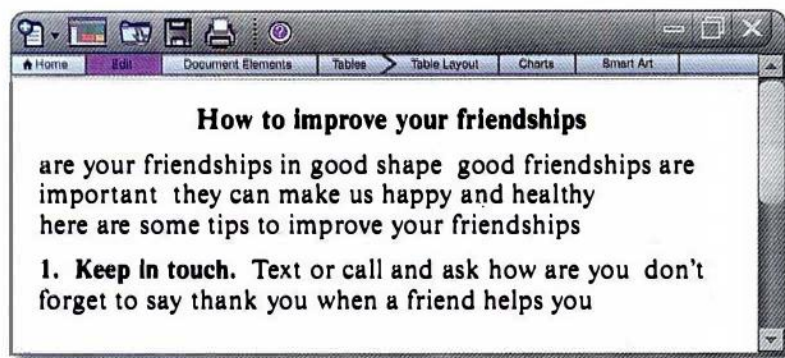 Home Edit Document Elements Tables Table Layout Charts Smart Art
How to improve your friendships
are your friendships in good shape good friendships are
important they can make us happy and healthy
here are some tips to improve your friendships
1. Keep in touch. Text or call and ask how are you don't
forget to say thank you when a friend helps you